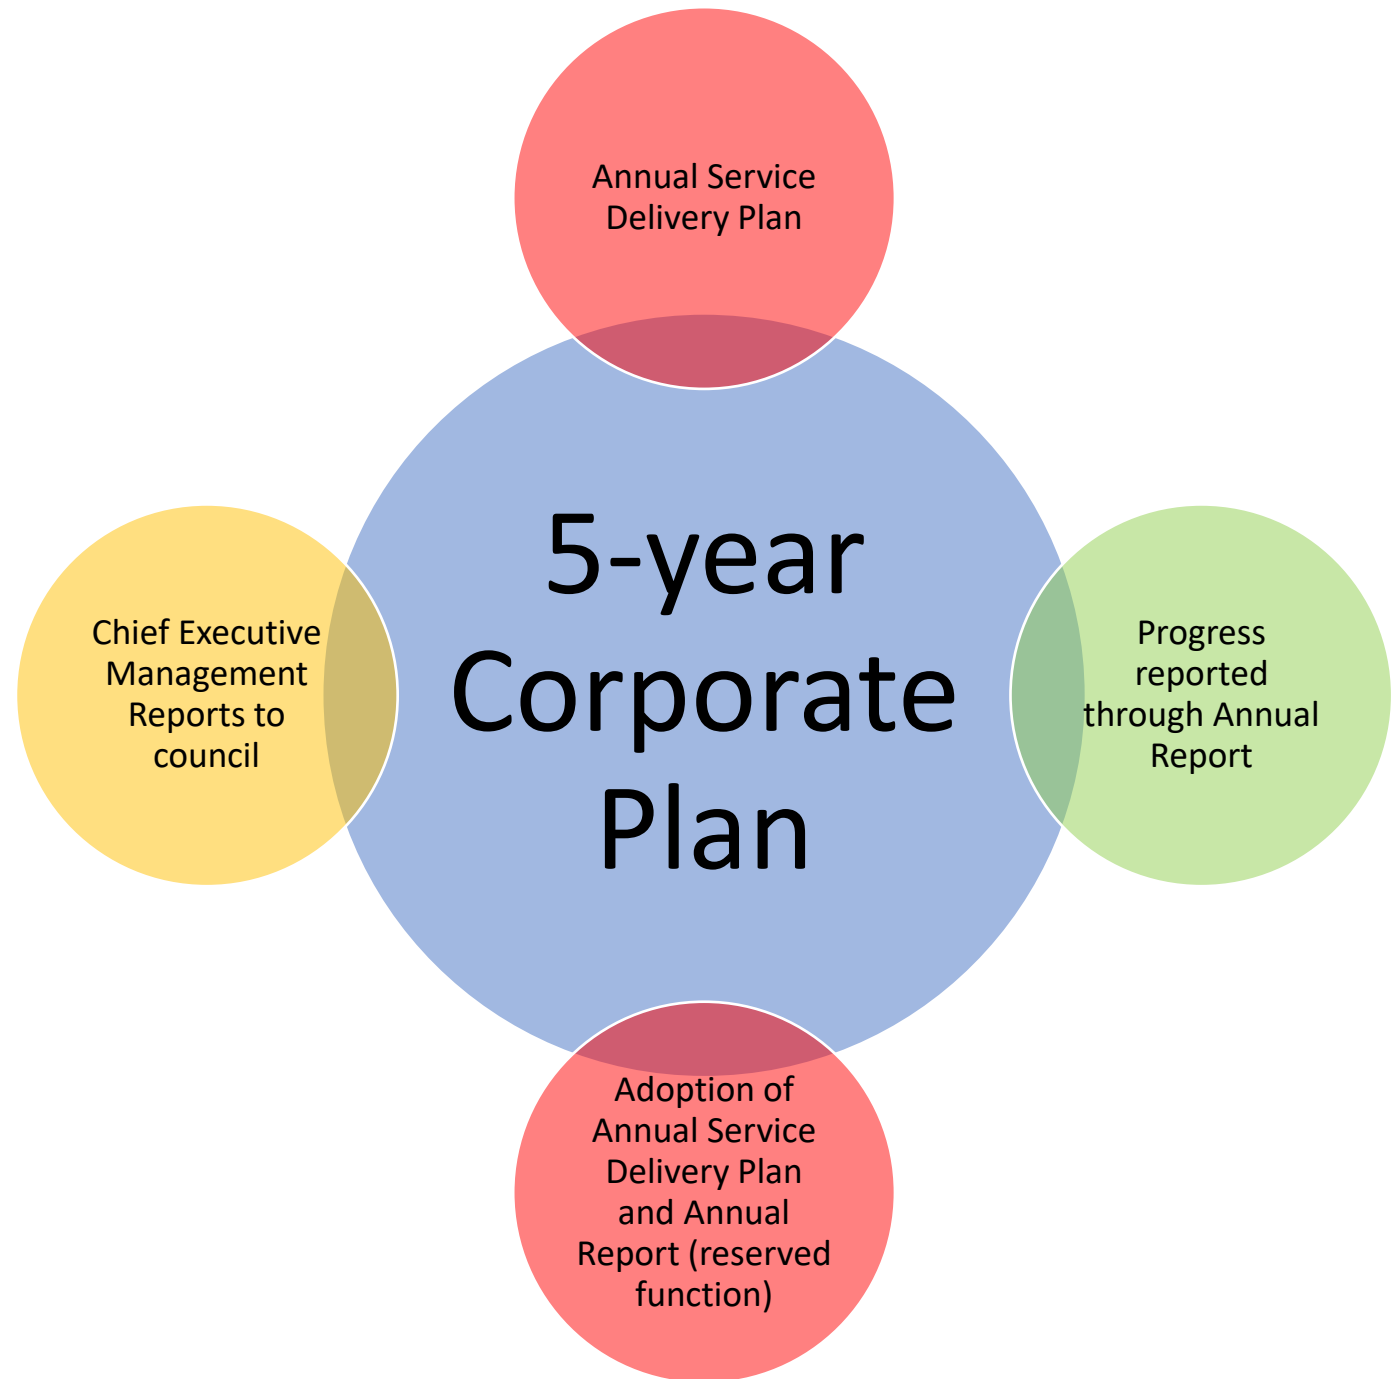 Annual Service
Delivery Plan
5-year
Corporate
Plan
Chief Executive
Management
Reports to
council
Progress
reported
through Annual
Report
Adoption of
Annual Service
Delivery Plan
and Annual
Report (reserved
function)